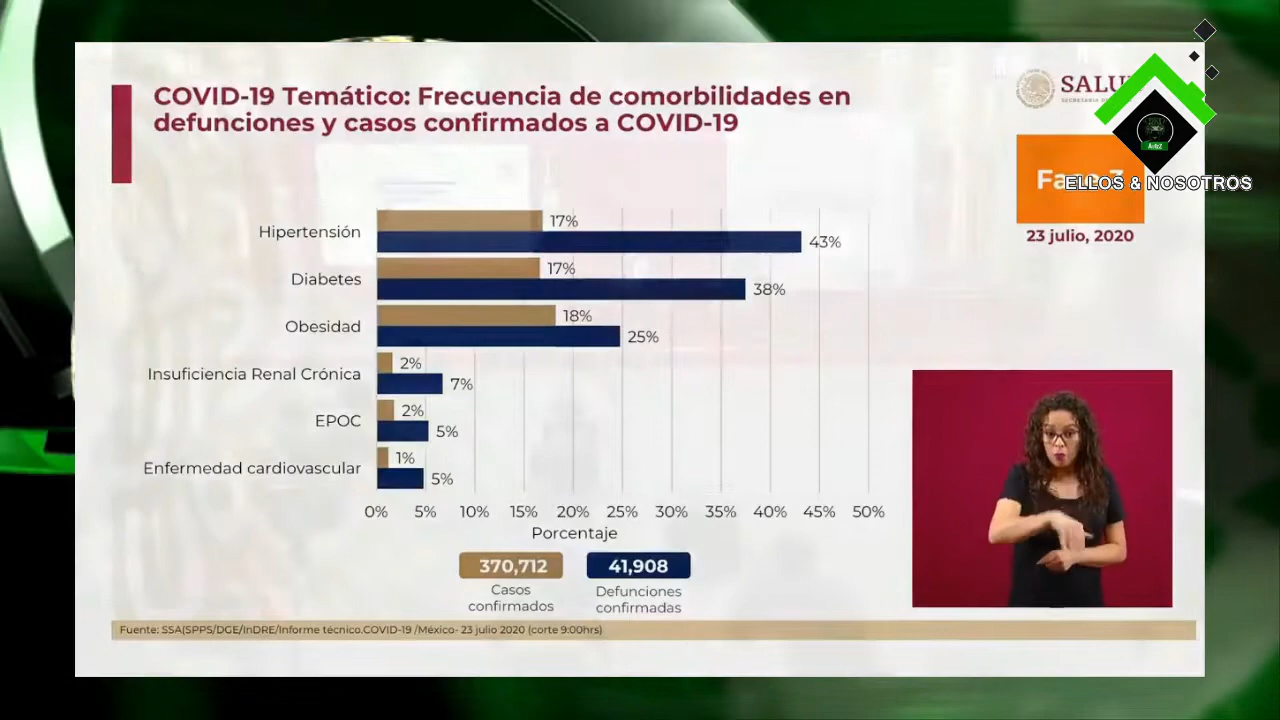 COVID-19 Temático: Frecuencia de comorbilidades en
defunciones y casos confirmados a COVID-19
ELLOS & NOSOTROS
23 julio, 2020
Hipertensión
17%
43%
Diabetes
17%
38%
Obesidad
18%
25%
Insuficiencia Renal Crónica
2%
7%
EPOC
2%
5%
Enfermedad cardiovascular
1%
5%
0% 5% 10% 15% 20% 25% 30% 35% 40% 45% 50%
Porcentaje
370,712
Casos
confirmados
41,908
Defunciones
confirmadas
Fuente: SSA|SPPS/DGE/InDRE/Informe técnico.COVID-19 /México- 23 julio 2020 (corte 9:00hrs)